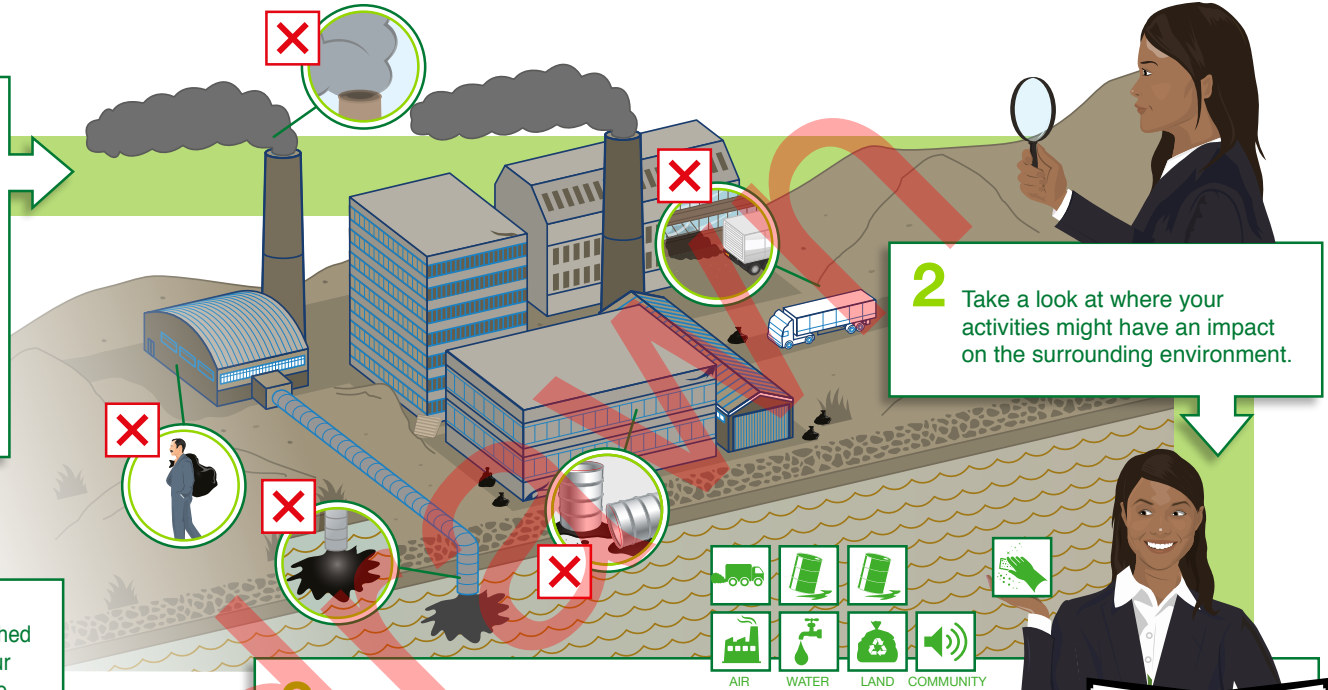 2
Take a look at where your
activities might have an impact
on the surrounding environment.
AIR
WATER
LAND
COMMUNITY